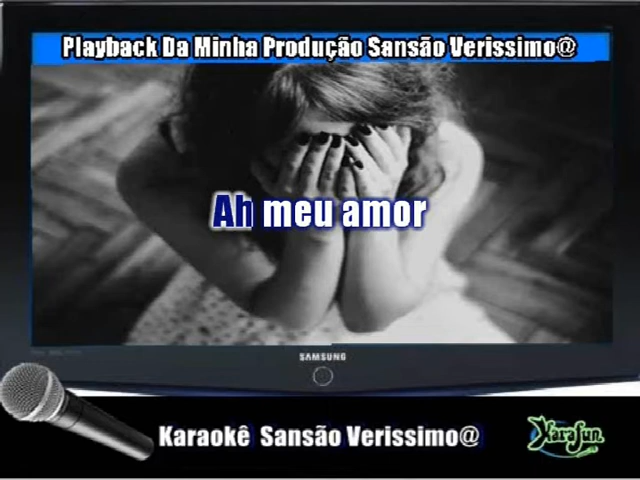 Playback Da Minha Produção Sansão Verissimo@
Ah meu amor
SAMSUNG
Karaokê Sansão Verissimo@
KaraFun